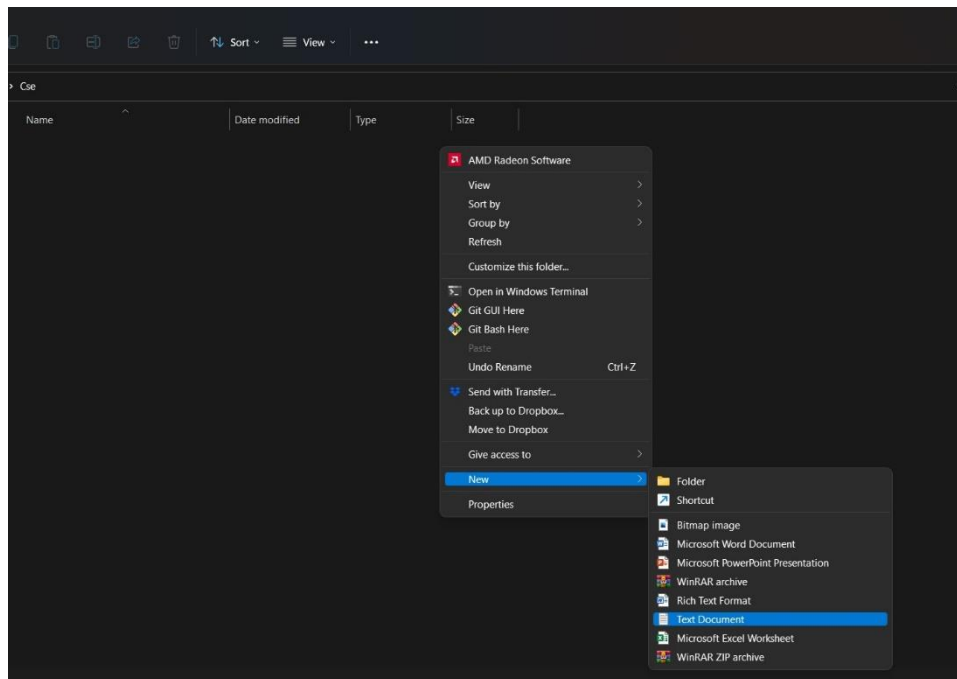 Sort
View
Cse
Name
Date modified
Type
Size
AMD Radeon Software
View
Sort by
Group by
Refresh
Customize this folder...
Open in Windows Terminal
Git GUI Here
Git Bash Here
Paste
Undo Rename Ctrl+Z
Send with Transfer...
Back up to Dropbox...
Move to Dropbox
Give access to
New
Properties
Folder
Shortcut
Bitmap image
Microsoft Word Document
Microsoft PowerPoint Presentation
WinRAR archive
Rich Text Format
Text Document
Microsoft Excel Worksheet
WinRAR ZIP archive